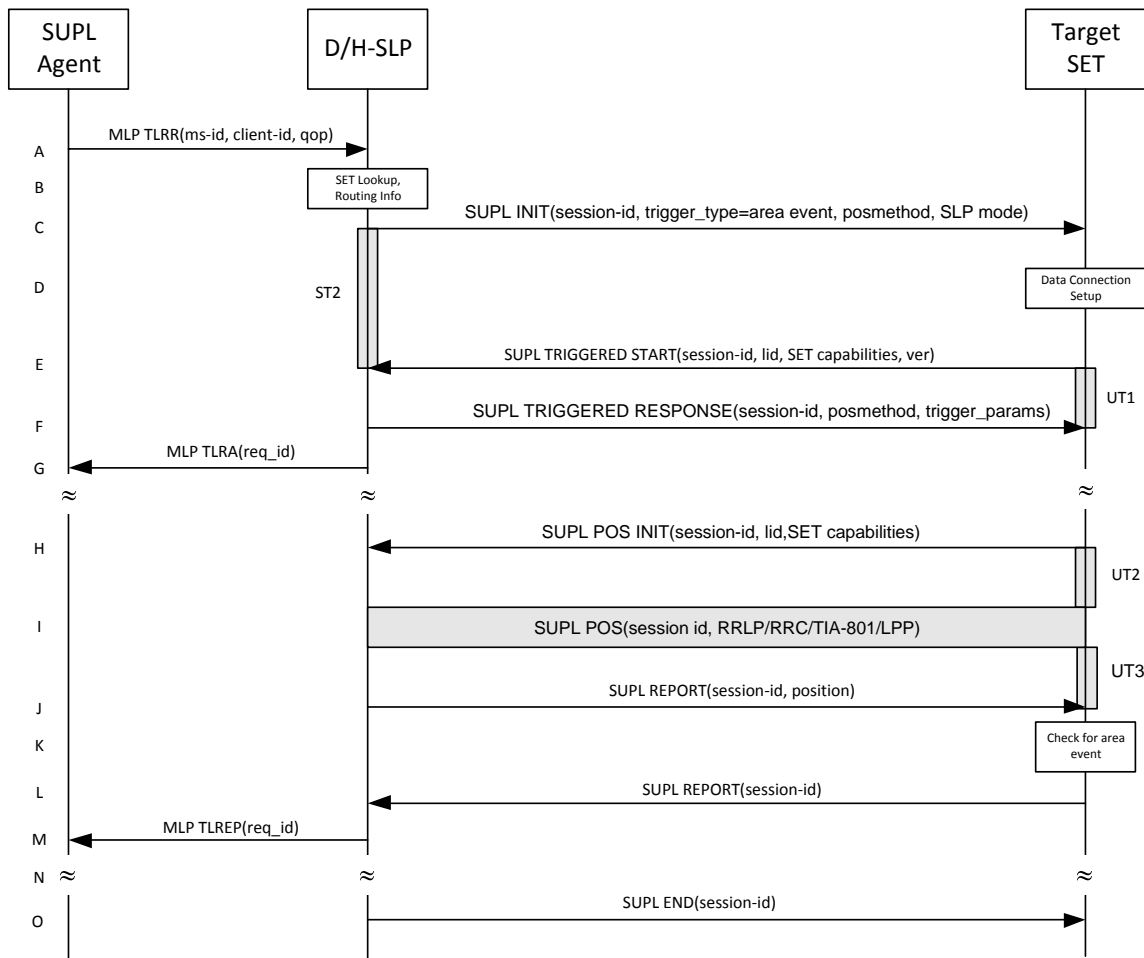 SUPL
Agent
D/H-SLP
Target
SET
A
MLP TLRR(ms-id, client-id, qop)
B
SET Lookup,
Routing Info
C
SUPL INIT(session-id, trigger_type=area event, posmethod, SLP mode)
D
ST2
Data Connection
Setup
E
SUPL TRIGGERED START(session-id, lid, SET capabilities, ver)
UT1
F
SUPL TRIGGERED RESPONSE(session-id, posmethod, trigger_params)
G
MLP TLRA(req_id)
≈ ≈ ≈
H
SUPL POS INIT(session-id, lid,SET capabilities)
UT2
I
SUPL POS(session id, RRLP/RRC/TIA-801/LPP)
UT3
J
SUPL REPORT(session-id, position)
K
Check for area
event
L
SUPL REPORT(session-id)
M
MLP TLREP(req_id)
N
≈ ≈ ≈
O
SUPL END(session-id)